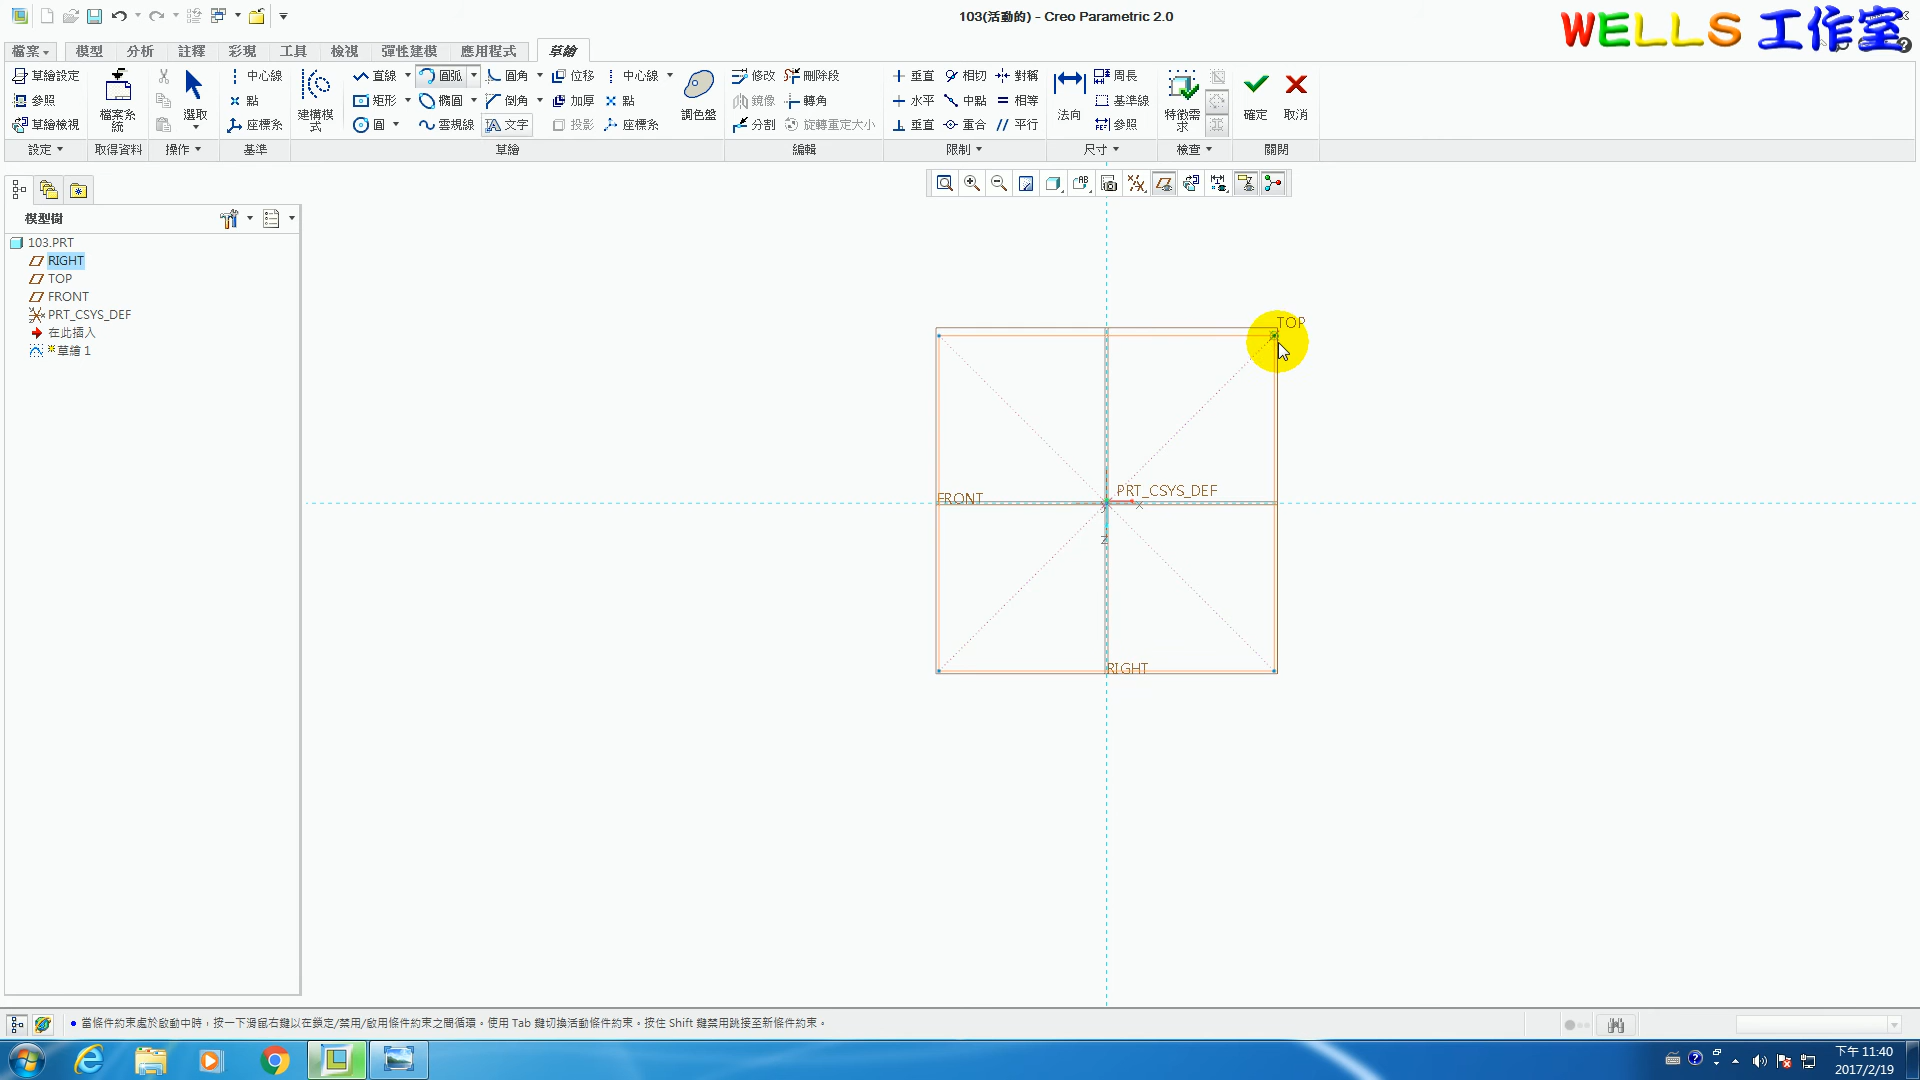 103(活動的) - Creo Parametric 2.0
WELLS 工作室
檔案 模型 分析 註釋 彩現 工具 檢視 彈性建模 應用程式 草繪
草繪設定 中心線 直線 圓弧 圓角 位移 中心線 修改 刪除段 垂直 相切 對稱 周長
參照 點 矩形 橢圓 倒角 加厚 點 鏡像 轉角 水平 中點 相等 基準線
草繪檢視 座標系 圓 雲規線 文字 投影 座標系 分割 旋轉重定大小 垂直 重合 平行 參照
檔案系統 選取 建構模式 調色盤 法向 特徵需求 確定 取消
設定 取得資料 操作 基準 草繪 編輯 限制 尺寸 檢查 關閉
模型樹
103.PRT
RIGHT
TOP
FRONT
PRT_CSYS_DEF
在此插入
草繪 1
TOP
PRT_CSYS_DEF
FRONT
X
Z
RIGHT
當條件約束處於啟動中時，按一下滑鼠右鍵以在鎖定/禁用/啟用條件約束之間循環。使用 Tab 鍵切換活動條件約束。按住 Shift 鍵禁用跳接至新條件約束。
下午 11:40
2017/2/19